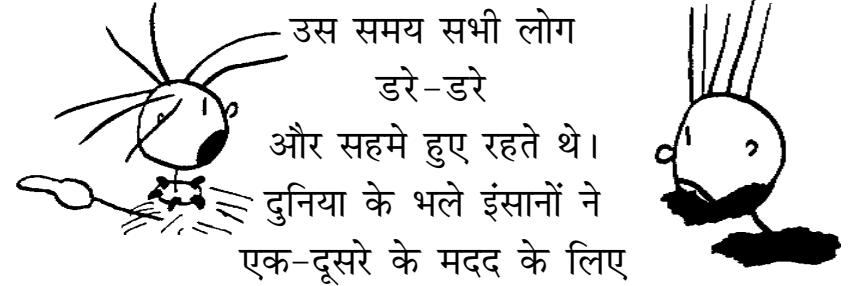 उस समय सभी लोग
डरे-डरे
और सहमे हुए रहते थे।
दुनिया के भले इंसानों ने
एक-दूसरे के मदद के लिए